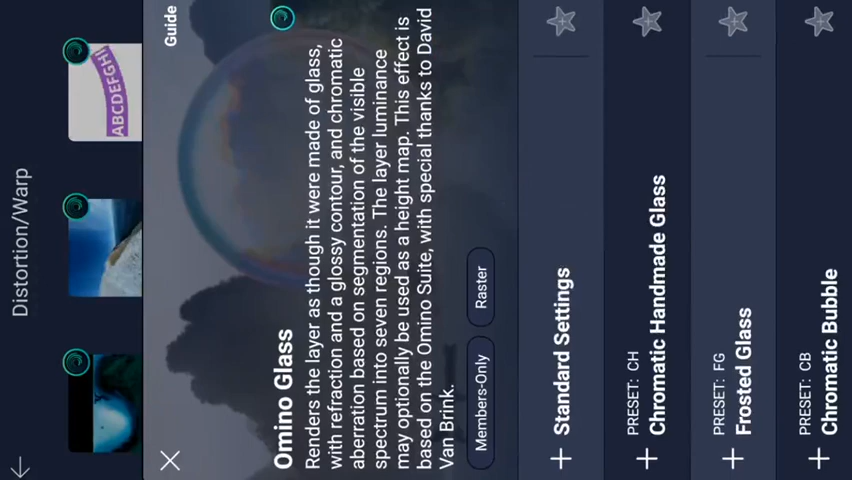 Distortion/Warp
ABCDEFGHI
Guide
Omino Glass
Renders the layer as though it were made of glass,
with refraction and a glossy contour, and chromatic
aberration based on segmentation of the visible
spectrum into seven regions. The layer luminance
may optionally be used as a height map. This effect is
based on the Omino Suite, with special thanks to David
Van Brink.
Members-Only
Raster
Standard Settings
PRESET: CH
Chromatic Handmade Glass
PRESET: FG
Frosted Glass
PRESET: CB
Chromatic Bubble